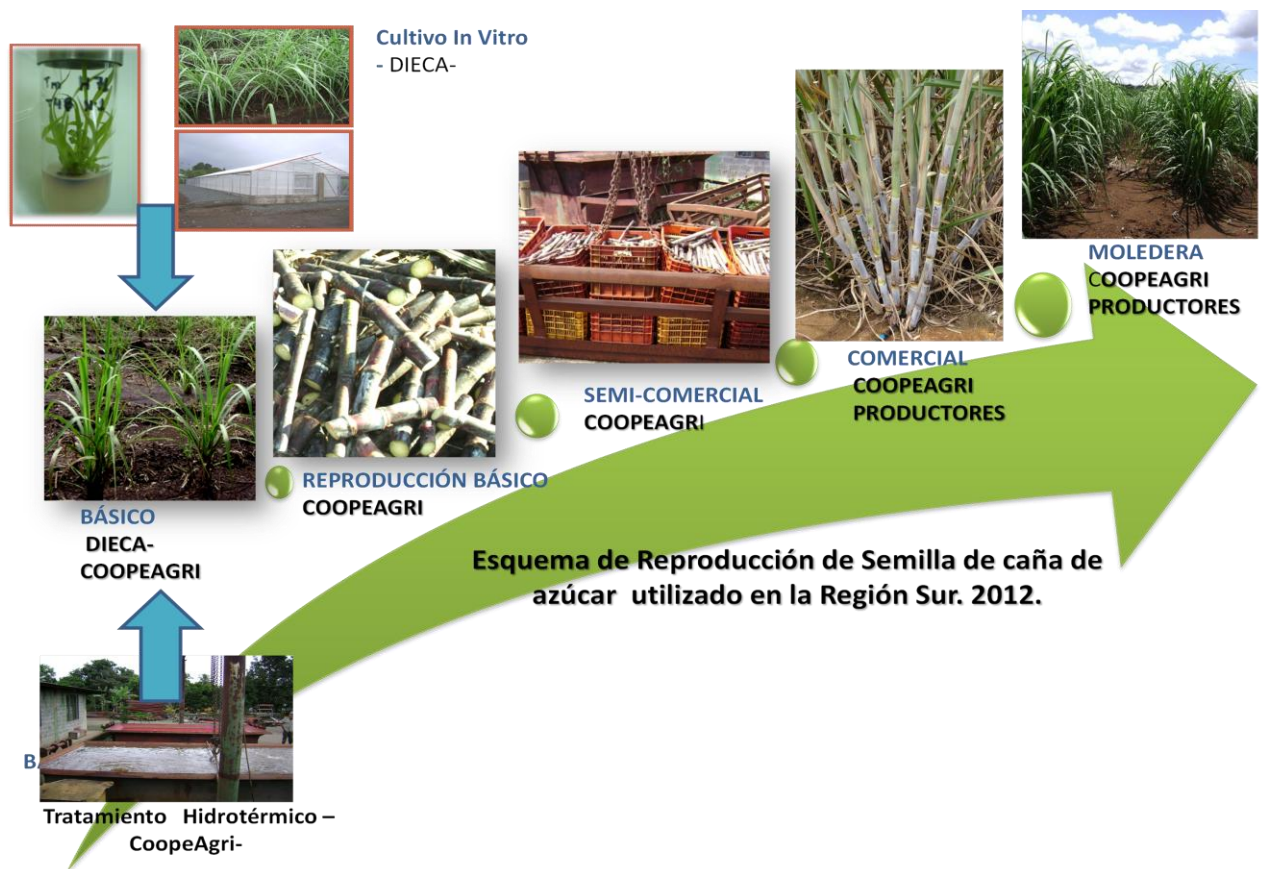 Cultivo In Vitro
- DIECA-
MOLEDERA
COOPEAGRI
PRODUCTORES
COMERCIAL
COOPEAGRI
PRODUCTORES
SEMI-COMERCIAL
COOPEAGRI
REPRODUCCIÓN BÁSICO
COOPEAGRI
BÁSICO
DIECA-
COOPEAGRI
Esquema de Reproducción de Semilla de caña de
azúcar utilizado en la Región Sur. 2012.
Tratamiento Hidrotérmico –
CoopeAgri-